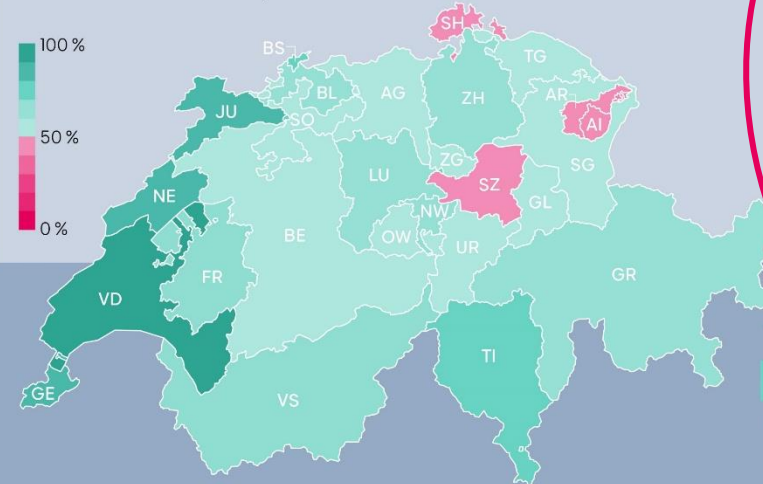 100 %
50 %
0 %
SH
BS
TG
BL
AG
ZH
AR
JU
SO
AI
ZG
SG
LU
SZ
NE
NW
GL
OW
BE
UR
FR
GR
VD
TI
GE
VS